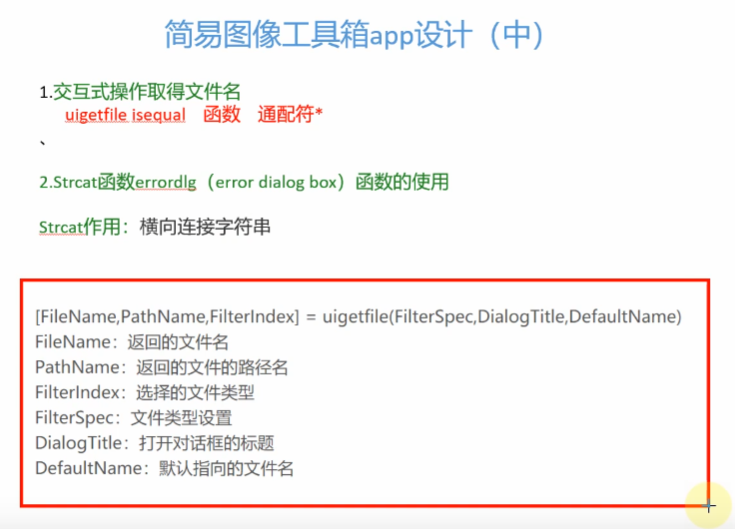 简易图像工具箱app设计（中）
1.交互式操作取得文件名
uigetfile isequal 函数 通配符*
、
2.Strcat函数errordlg（error dialog box）函数的使用
Strcat作用：横向连接字符串
[FileName,PathName,FilterIndex] = uigetfile(FilterSpec,DialogTitle,DefaultName)
FileName：返回的文件名
PathName：返回的文件的路径名
FilterIndex：选择的文件类型
FilterSpec：文件类型设置
DialogTitle：打开对话框的标题
DefaultName：默认指向的文件名